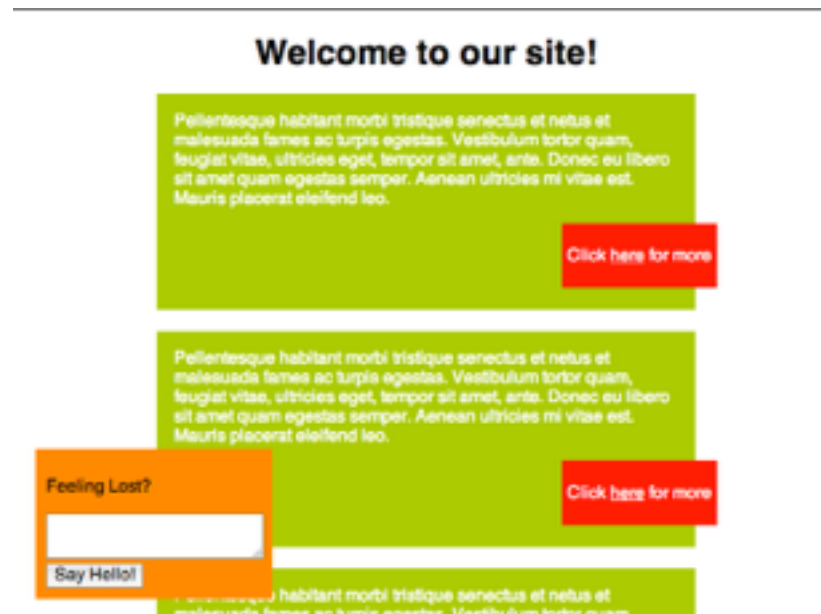 Welcome to our site!
Pellentesque habitant morbi tristique senectus et netus et
malesuada fames ac turpis egestas. Vestibulum tortor quam,
feugiat vitae, ultricies eget, tempor sit amet, ante. Donec eu libero
sit amet quam egestas semper. Aenean ultricies mi vitae est.
Mauris placerat eleifend leo.
Click here for more
Pellentesque habitant morbi tristique senectus et netus et
malesuada fames ac turpis egestas. Vestibulum tortor quam,
feugiat vitae, ultricies eget, tempor sit amet, ante. Donec eu libero
sit amet quam egestas semper. Aenean ultricies mi vitae est.
Mauris placerat eleifend leo.
Click here for more
Feeling Lost?
Say Hello!
habitant morbi tristique senectus et netus et